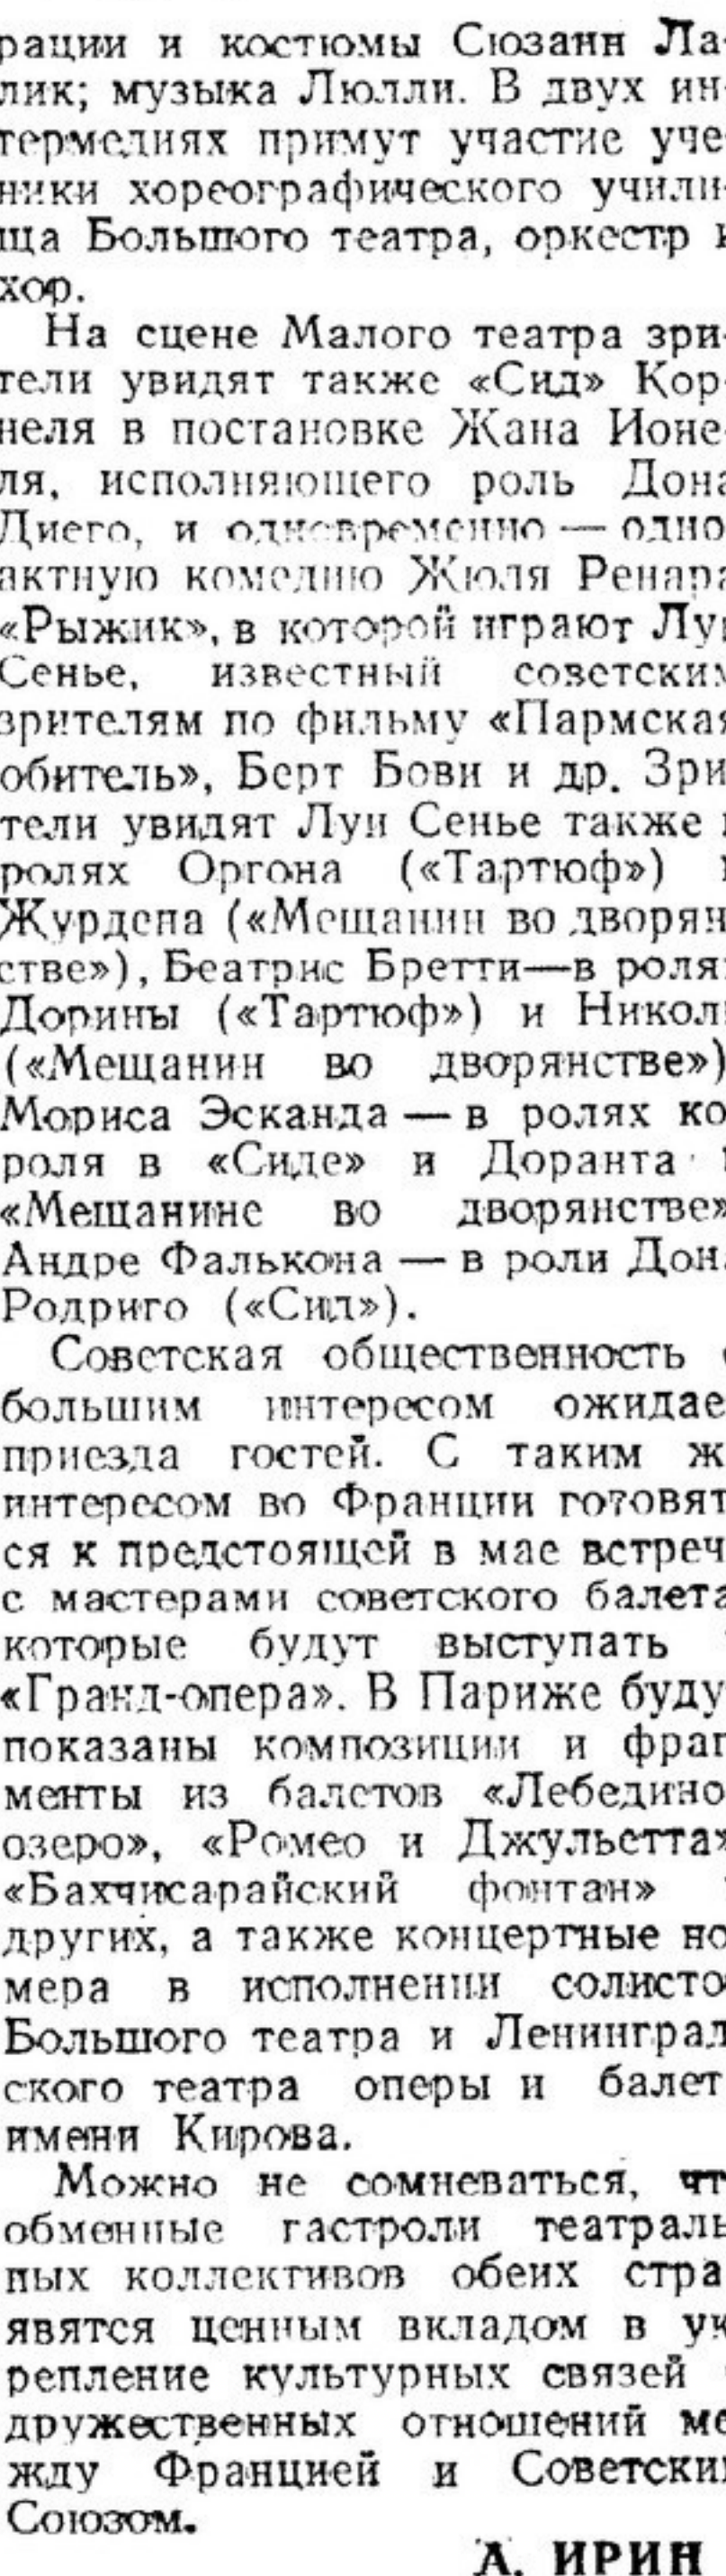 рации и костюмы Сюзанн Ла-
лик; музыка Люлли. В двух ин-
термедиях примут участие уче-
ники хореографического учили-
ща Большого театра, оркестр и
хор.
На сцене Малого театра зри-
тели увидят также «Сид» Кор-
неля в постановке Жана Ионе-
ля, исполняющего роль Дона
Диего, и одновременно — одно-
актную комедию Жюля Ренара
«Рыжик», в которой играют Луи
Сенье, известный советским
зрителям по фильму «Пармская
обитель», Берт Бови и др. Зри-
тели увидят Луи Сенье также
ролях Оргона («Тартюф»)
Журдена («Мещанин во дворян
стве»), Беатрис Бретти—в ролях
Дорины («Тартюф») и Николь
(«Мещанин во дворянстве»)
Мориса Эсканда — в ролях ко
роля в «Сиде» и Доранта
«Мещанине во дворянстве»
Андре Фалькона — в роли Дона
Родриго («Сид»).
Советская общественность с
большим интересом ожидае
приезда гостей. С таким ж
интересом во Франции готовят
ся к предстоящей в мае встреч
с мастерами советского балета
которые будут выступать
«Гранд-опера». В Париже буду
показаны композиции и фраг
менты из балетов «Лебедино
озеро», «Ромео и Джульетта»
«Бахчисарайский фонтан»
других, а также концертные но
мера в исполнении солисто
Большого театра и Ленинград
ского театра оперы и балет
имени Кирова.
Можно не сомневаться, чт
обменные гастроли театраль
ных коллективов обеих стра
явятся ценным вкладом в ук
репление культурных связей
дружественных отношений ме
жду Францией и Советским
Союзом.
А. ИРИН